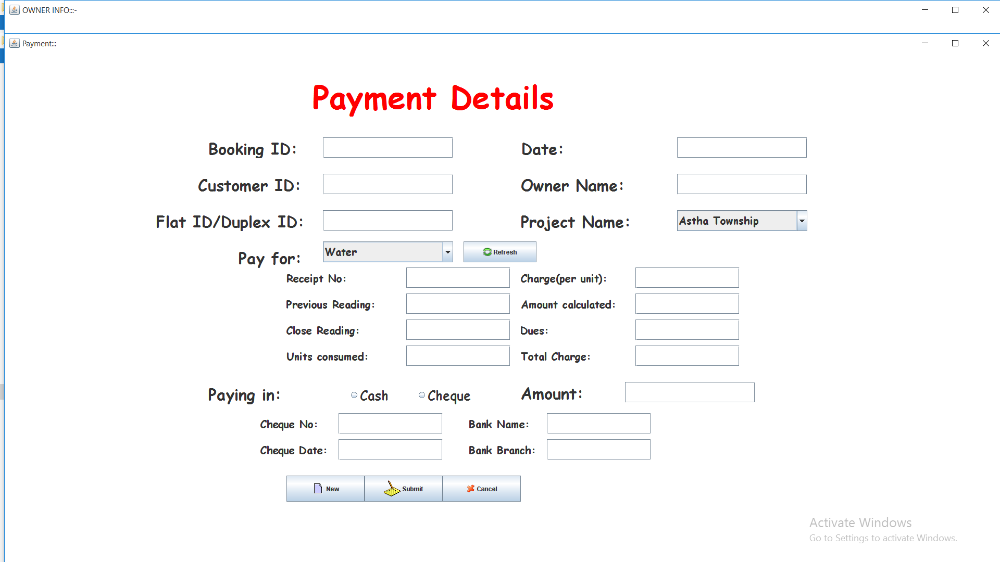 OWNER INFO:::-
Payment:::
Payment Details
Booking ID: Date:
Customer ID: Owner Name:
Flat ID/Duplex ID: Project Name: Astha Township
Pay for: Water Refresh
Receipt No: Charge(per unit):
Previous Reading: Amount calculated:
Close Reading: Dues:
Units consumed: Total Charge:
Paying in: Cash Cheque Amount:
Cheque No: Bank Name:
Cheque Date: Bank Branch:
New Submit Cancel
Activate Windows
Go to Settings to activate Windows.